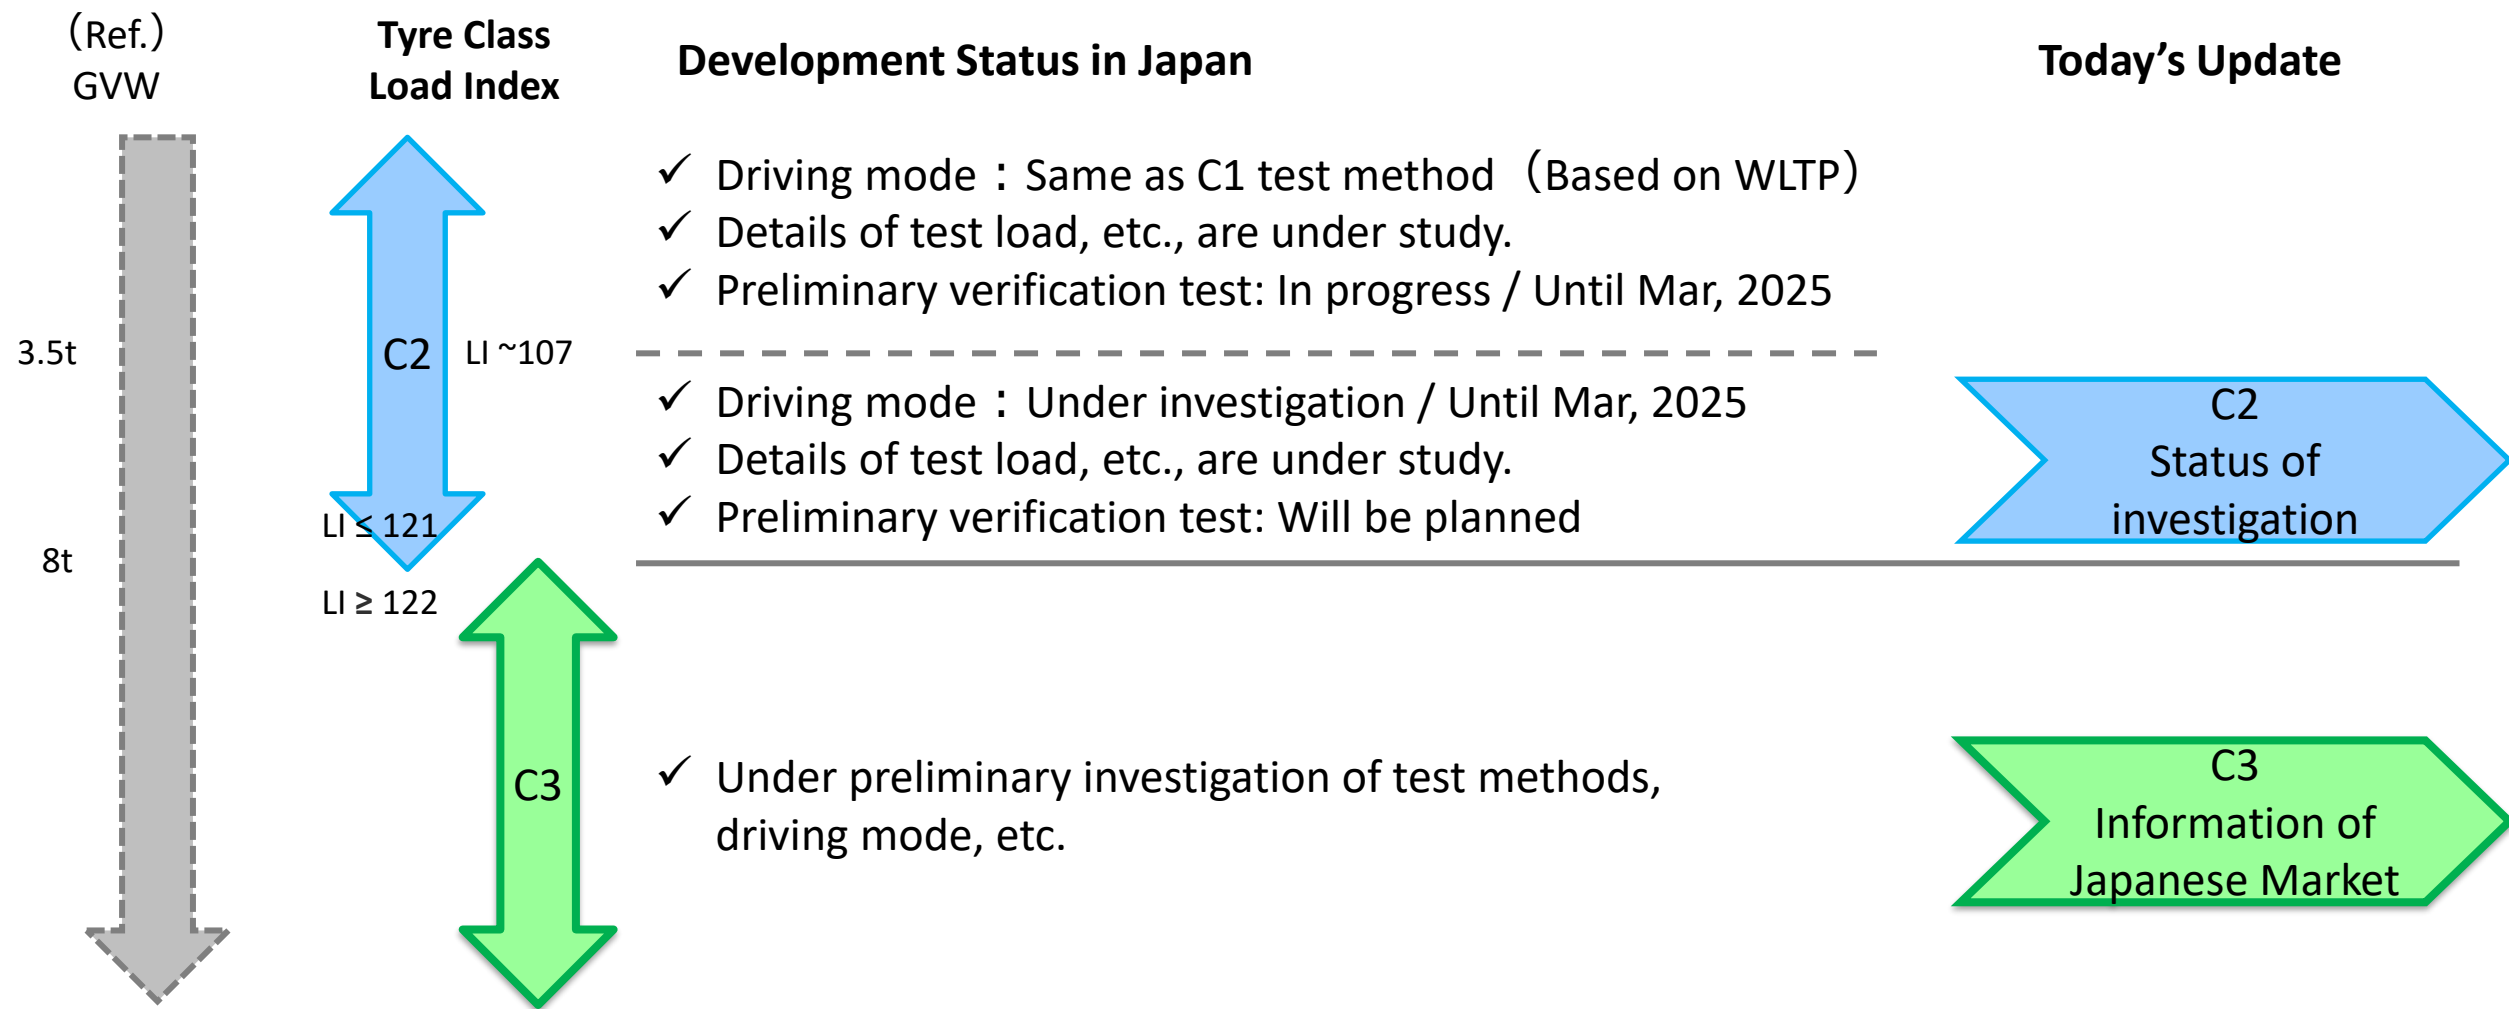 （Ref.）
GVW
Tyre Class
Load Index
Development Status in Japan
Today’s Update
✓ Driving mode：Same as C1 test method（Based on WLTP）
✓ Details of test load, etc., are under study.
✓ Preliminary verification test: In progress / Until Mar, 2025
3.5t
C2
LI ~107
✓ Driving mode：Under investigation / Until Mar, 2025
✓ Details of test load, etc., are under study.
✓ Preliminary verification test: Will be planned
C2
Status of
investigation
LI ≤ 121
8t
LI ≥ 122
C3
✓ Under preliminary investigation of test methods,
driving mode, etc.
C3
Information of
Japanese Market